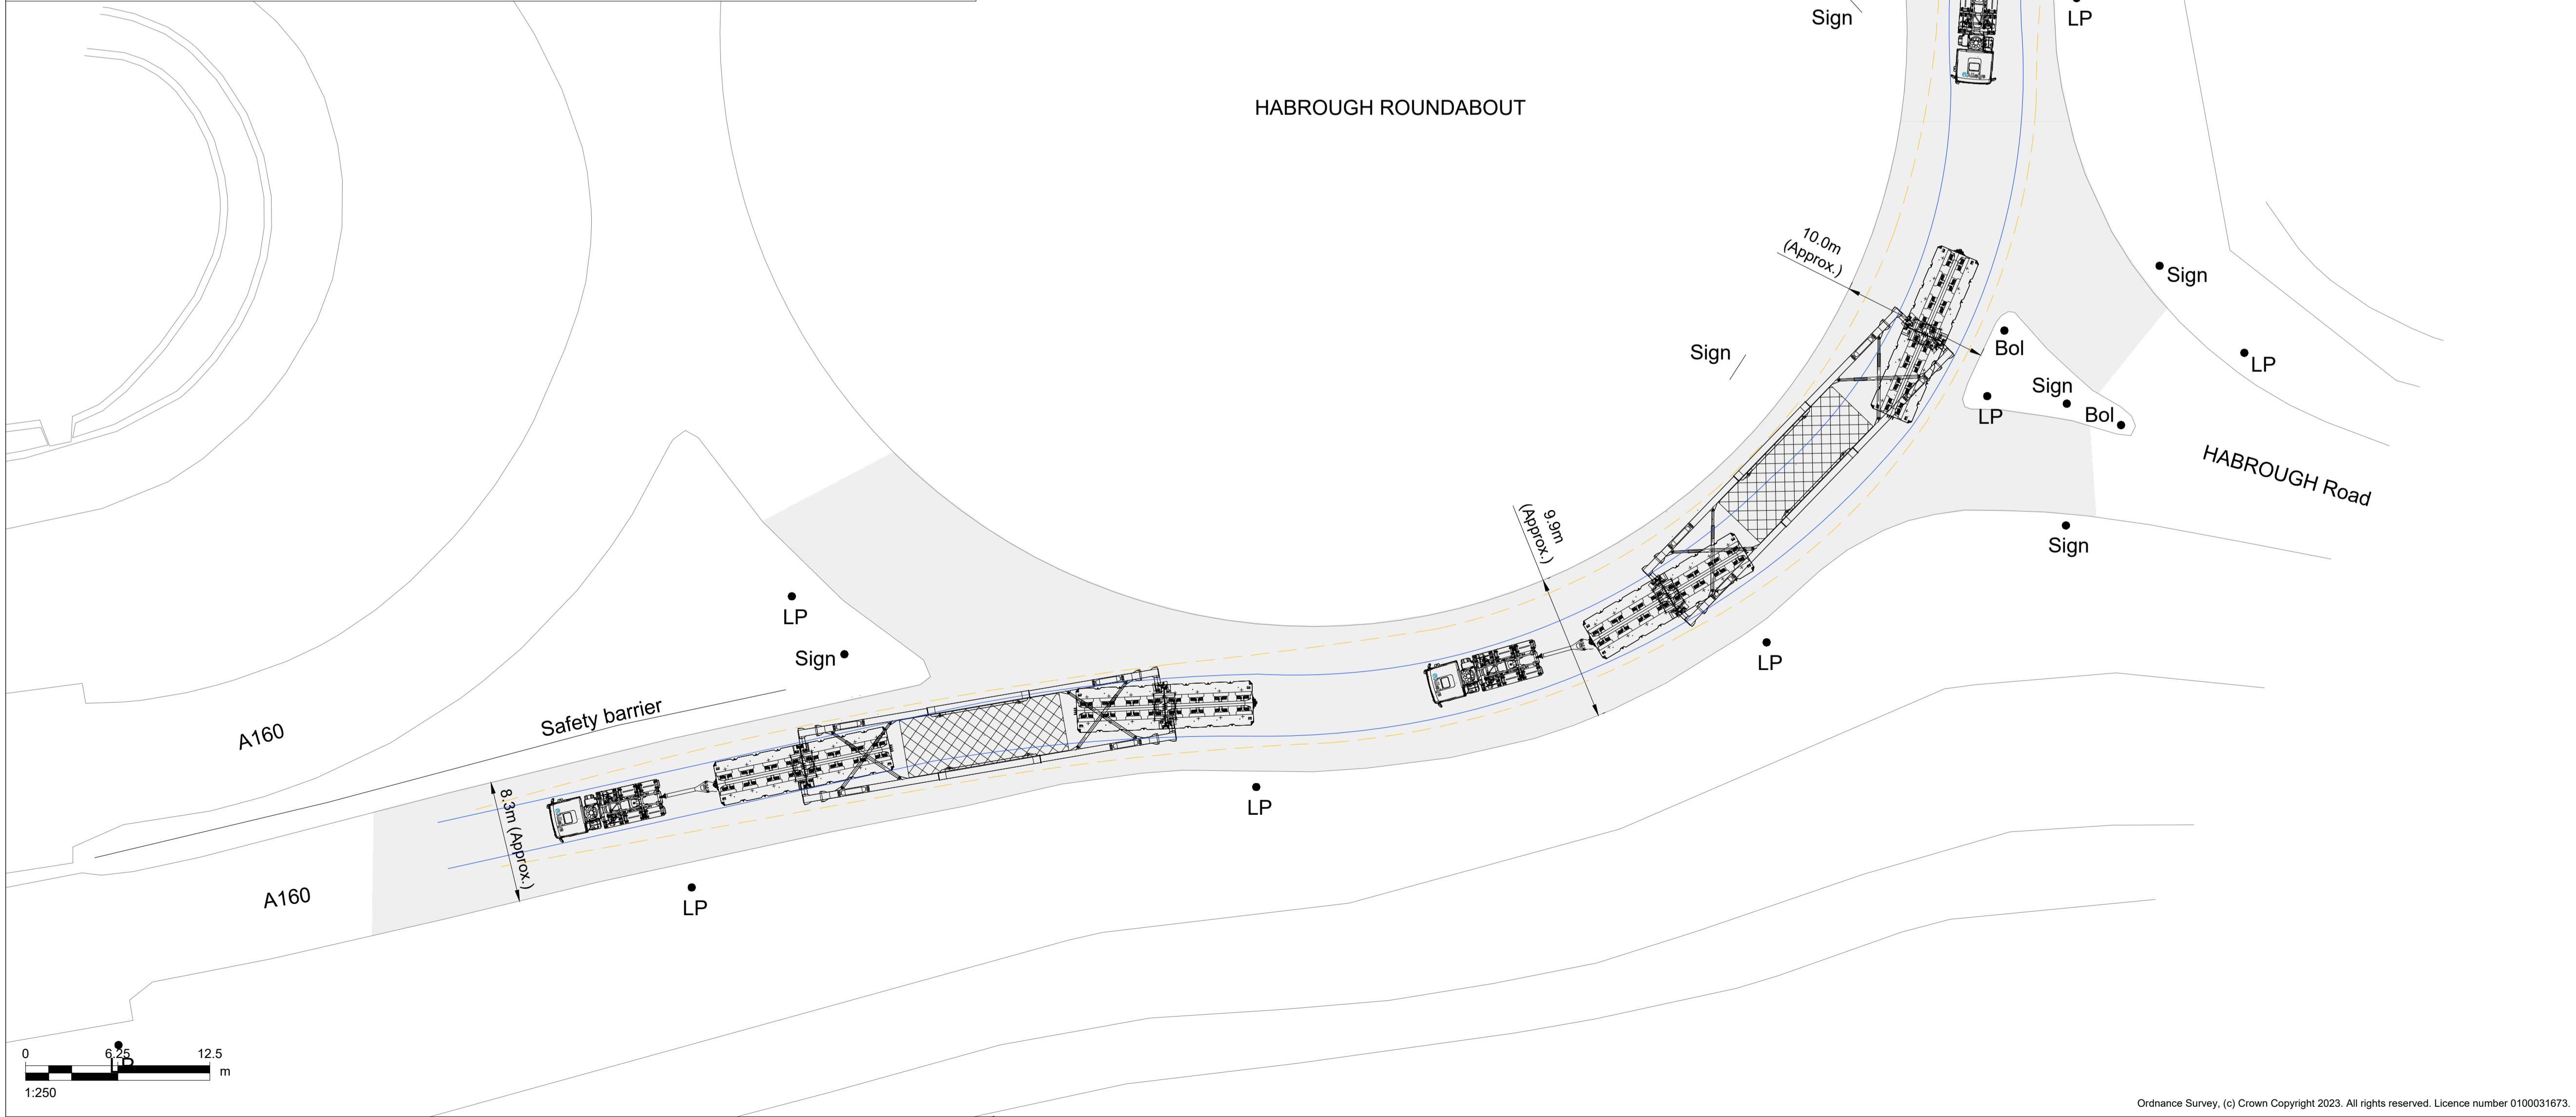 Sign
LP
HABROUGH ROUNDABOUT
10.0m
(Approx.)
Sign
Sign
Bol
LP
Sign
Bol
LP
HABROUGH Road
9.9m
(Approx.)
Sign
LP
Sign
LP
Safety barrier
A160
8.3m (Approx.)
LP
A160
LP
LP
0 6.25 12.5
m
1:250
Ordnance Survey, (c) Crown Copyright 2023. All rights reserved. Licence number 0100031673.